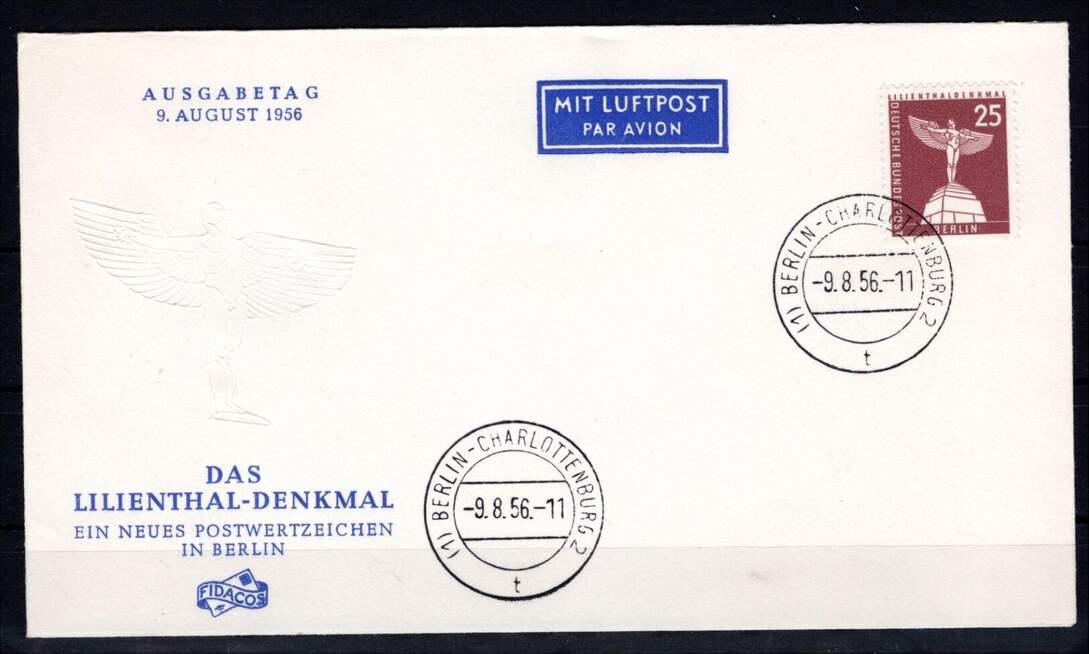 AUSGABETAG
9. AUGUST 1956
MIT LUFTPOST
PAR AVION
LILIENTHALDENKMAL
25
DEUTSCHE BUNDESPOST
BERLIN
(1) BERLIN-CHARLOTTENBURG 2
-9.8.56.-11
t
DAS
LILIENTHAL-DENKMAL
EIN NEUES POSTWERTZEICHEN
IN BERLIN
FIDACOS
(1) BERLIN-CHARLOTTENBURG 2
-9.8.56.-11
t